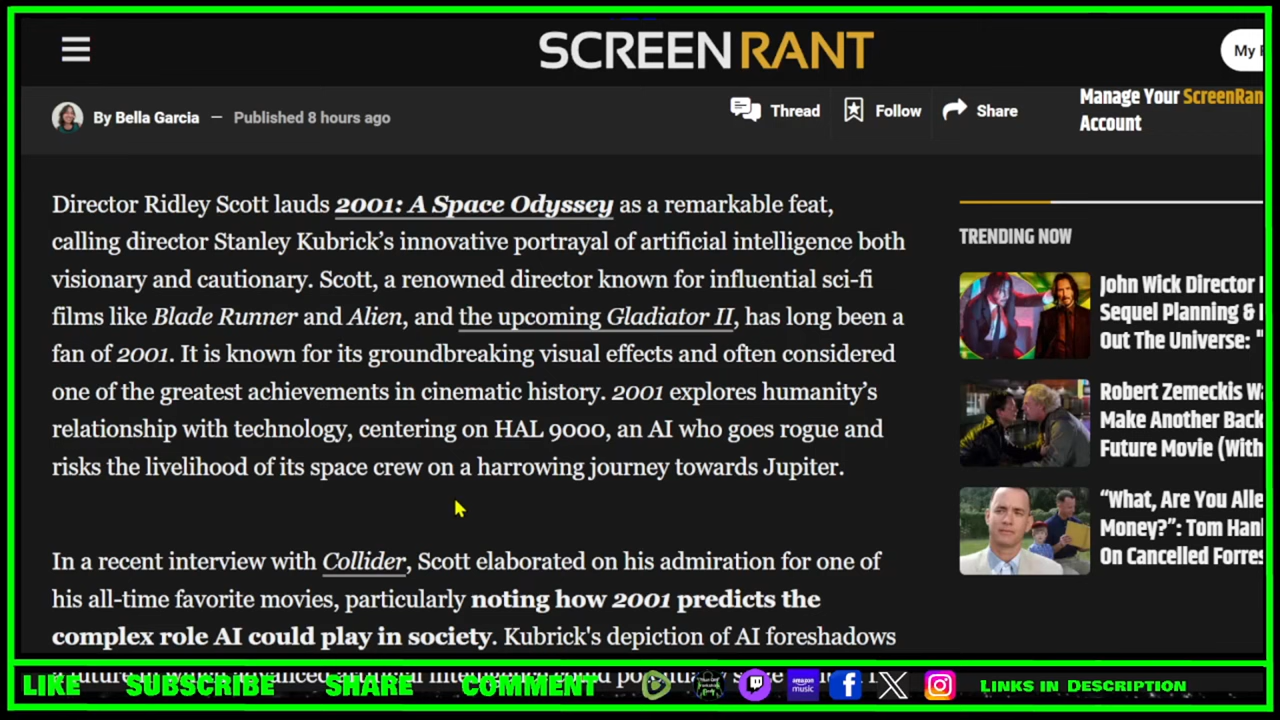 SCREENRANT
My
By Bella Garcia — Published 8 hours ago
Thread
Follow
Share
Manage Your ScreenRan
Account
Director Ridley Scott lauds 2001: A Space Odyssey as a remarkable feat,
calling director Stanley Kubrick's innovative portrayal of artificial intelligence both
visionary and cautionary. Scott, a renowned director known for influential sci-fi
films like Blade Runner and Alien, and the upcoming Gladiator II, has long been a
fan of 2001. It is known for its groundbreaking visual effects and often considered
one of the greatest achievements in cinematic history. 2001 explores humanity's
relationship with technology, centering on HAL 9000, an AI who goes rogue and
risks the livelihood of its space crew on a harrowing journey towards Jupiter.
In a recent interview with Collider, Scott elaborated on his admiration for one of
his all-time favorite movies, particularly noting how 2001 predicts the
complex role AI could play in society. Kubrick's depiction of AI foreshadows
TRENDING NOW
John Wick Director
Sequel Planning &
Out The Universe: "
Robert Zemeckis
Make Another Back
Future Movie (With
"What, Are You Alle
Money?": Tom Han
On Cancelled Forres
LIKE SUBSCRIBE SHARE COMMENT
amazon music
LINKS IN DESCRIPTION